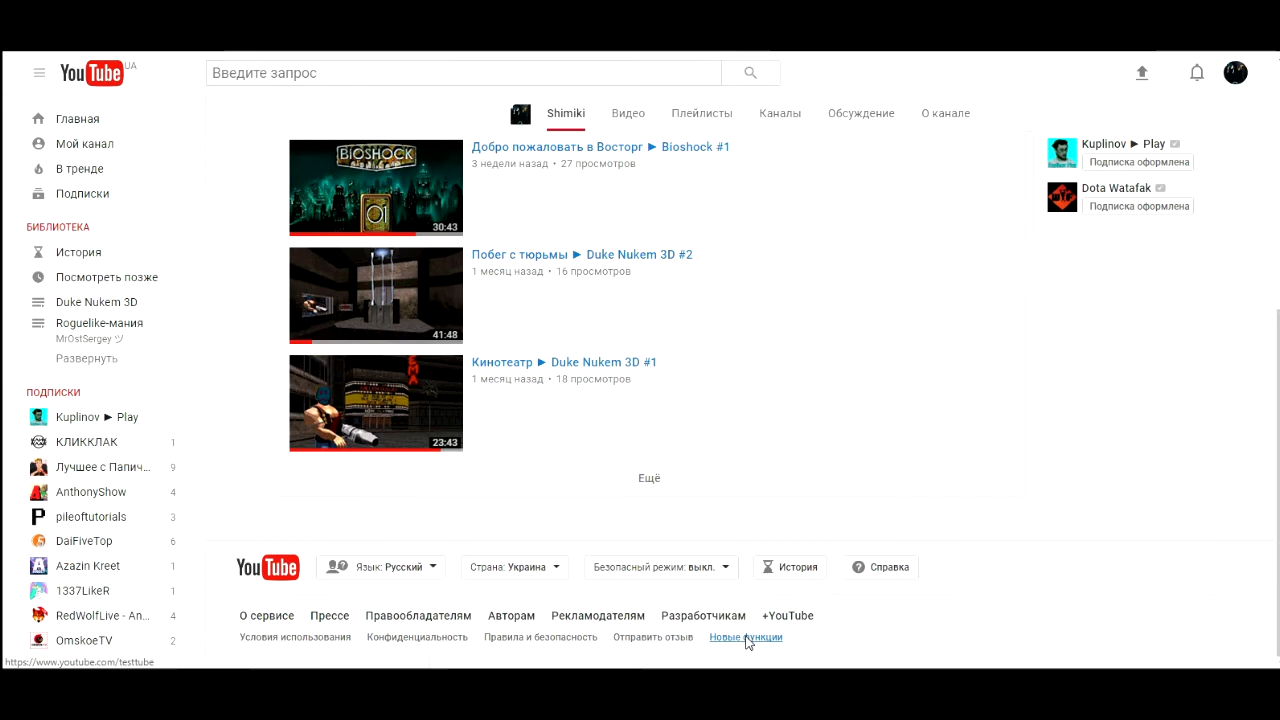 YouTube UA
Введите запрос
Главная
Мой канал
В тренде
Подписки
БИБЛИОТЕКА
История
Посмотреть позже
Duke Nukem 3D
Roguelike-мания
MrOstSergey ツ
Развернуть
ПОДПИСКИ
Kuplinov ► Play
КЛИККЛАК 1
Лучшее с Папич... 9
AnthonyShow 4
pileoftutorials 3
DaiFiveTop 6
Azazin Kreet 1
1337LikeR 1
RedWolfLive - An... 4
OmskoeTV 2
https://www.youtube.com/testtube
Shimiki Видео Плейлисты Каналы Обсуждение О канале
BIOSHOCK
01
30:43
Добро пожаловать в Восторг ► Bioshock #1
3 недели назад • 27 просмотров
41:48
Побег с тюрьмы ► Duke Nukem 3D #2
1 месяц назад • 16 просмотров
23:43
Кинотеатр ► Duke Nukem 3D #1
1 месяц назад • 18 просмотров
Ещё
Kuplinov ► Play
Подписка оформлена
Dota Watafak
Подписка оформлена
YouTube Язык: Русский Страна: Украина Безопасный режим: выкл. История Справка
О сервисе Прессе Правообладателям Авторам Рекламодателям Разработчикам +YouTube
Условия использования Конфиденциальность Правила и безопасность Отправить отзыв Новые функции